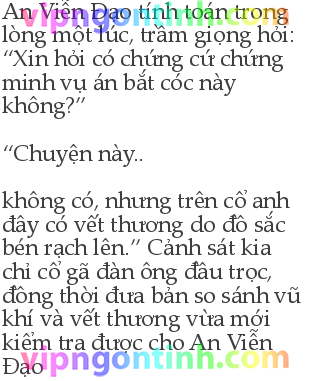 An Viễn Đạo tính toán trong
vipngontinh.com
lòng một lúc, trầm giọng hỏi:
“Xin hỏi có chứng cứ chứng
minh vụ án bắt cóc này
không?”
“Chuyện này..
không có, nhưng trên cổ anh
đây có vết thương do đồ sắc
bén rạch lên.” Cảnh sát kia
chỉ cổ gã đàn ông đầu trọc,
đồng thời đưa bản so sánh vũ
khí và vết thương vừa mới
kiểm tra được cho An Viễn
Đạo
vipngontinh.com